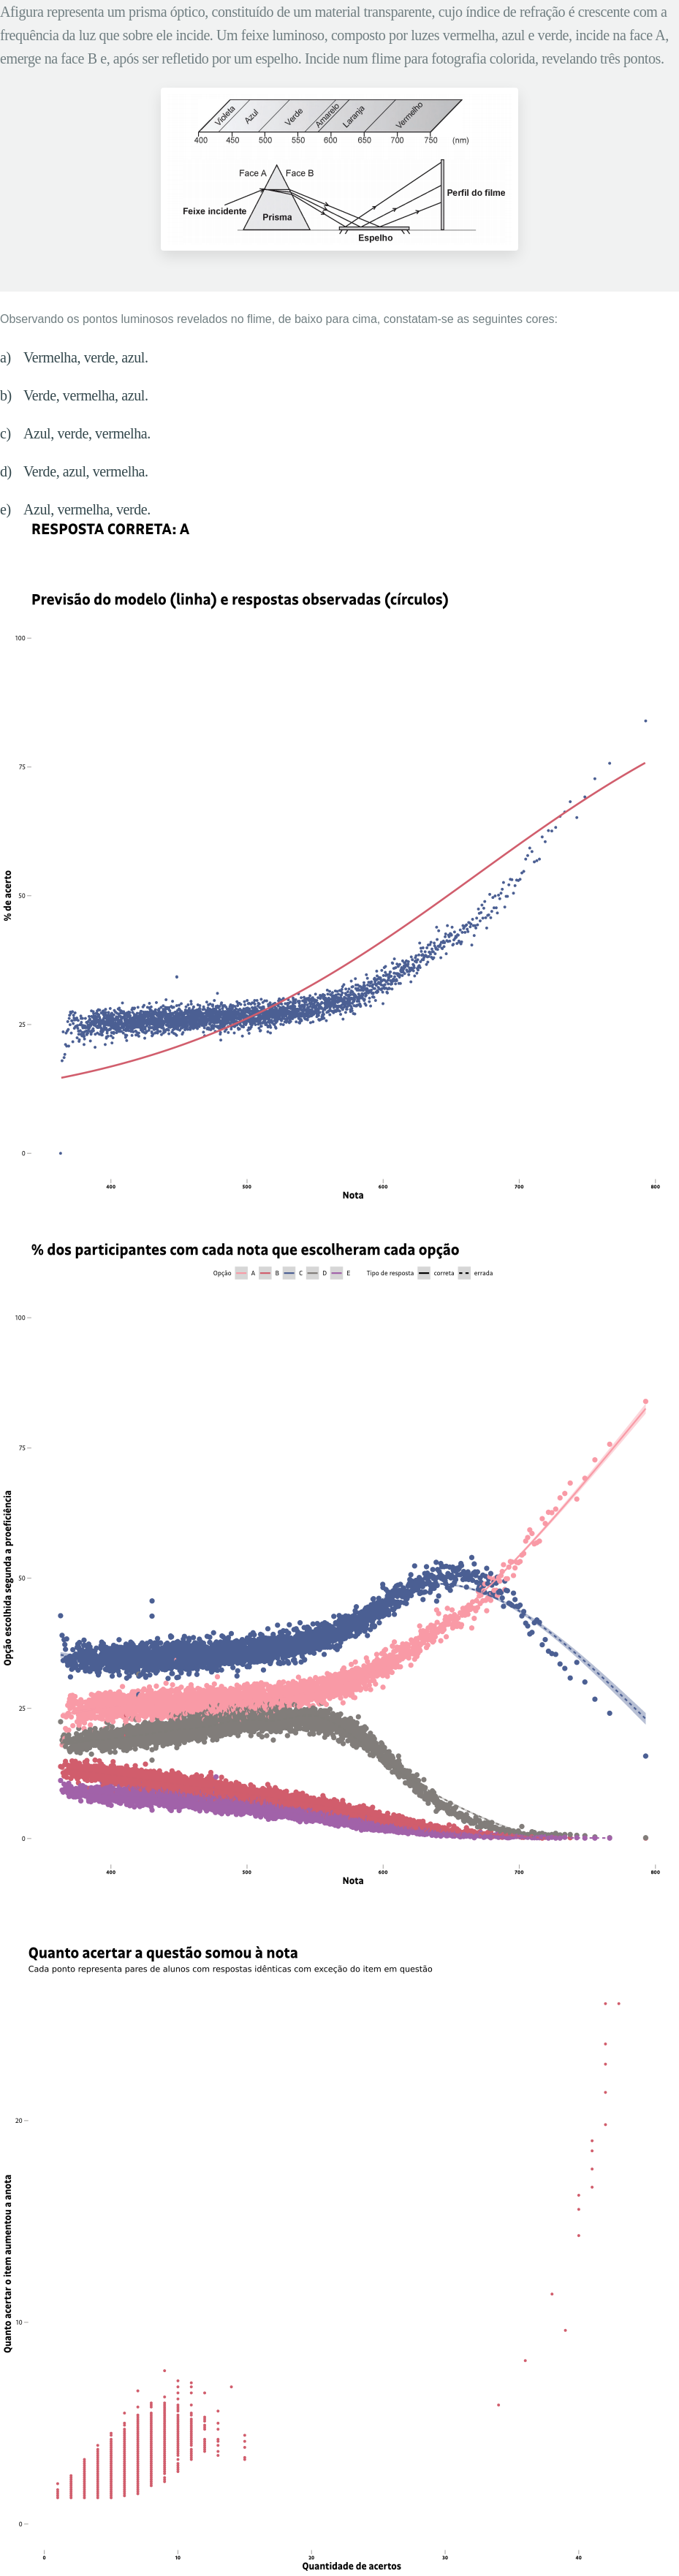 Afigura representa um prisma óptico, constituído de um material transparente, cujo índice de refração é crescente com a
frequência da luz que sobre ele incide. Um feixe luminoso, composto por luzes vermelha, azul e verde, incide na face A,
emerge na face B e, após ser refletido por um espelho. Incide num flime para fotografia colorida, revelando três pontos.
Violeta Azul Verde Amarelo Laranja Vermelho
400 450 500 550 600 650 700 750 (nm)
Face A Face B
Perfil do filme
Feixe incidente
Prisma
Espelho
Observando os pontos luminosos revelados no flime, de baixo para cima, constatam-se as seguintes cores:
a) Vermelha, verde, azul.
b) Verde, vermelha, azul.
c) Azul, verde, vermelha.
d) Verde, azul, vermelha.
e) Azul, vermelha, verde.
RESPOSTA CORRETA: A
Previsão do modelo (linha) e respostas observadas (círculos)
100
75
50
25
0
% de acerto
400 500 600 700 800
Nota
% dos participantes com cada nota que escolheram cada opção
Opção A B C D E Tipo de resposta correta errada
100
75
50
25
0
Opção escolhida segunda a proeficiência
400 500 600 700 800
Nota
Quanto acertar a questão somou à nota
Cada ponto representa pares de alunos com respostas idênticas com exceção do item em questão
20
10
0
Quanto acertar o item aumentou a anota
0 10 20 30 40
Quantidade de acertos